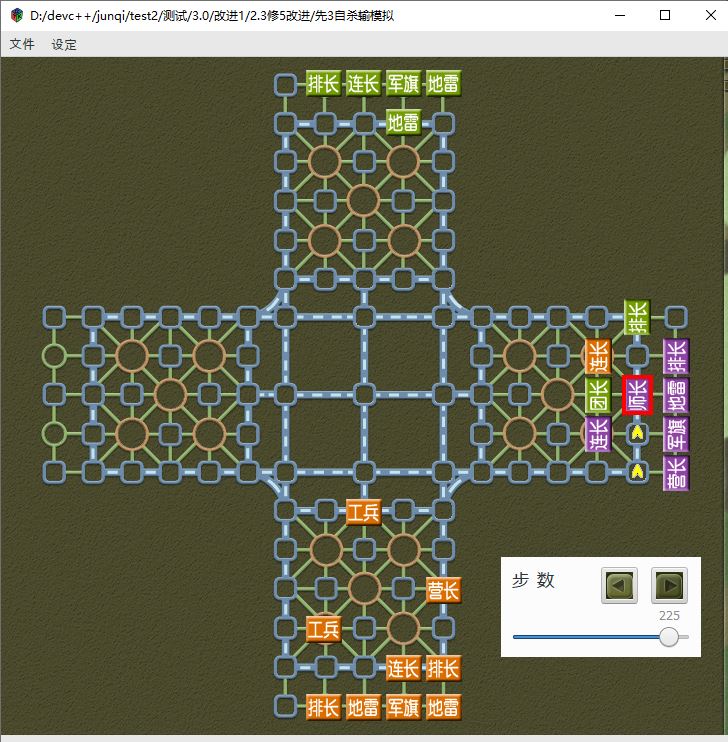 D:/devc++/junqi/test2/测试/3.0/改进1/2.3修5改进/先3自杀输模拟
文件 设定
排长 连长 军旗 地雷
地雷
排长
连长 排长
团长 师长 地雷
连长 军旗
营长
工兵
营长
工兵
连长 排长
排长 地雷 军旗 地雷
步 数
225